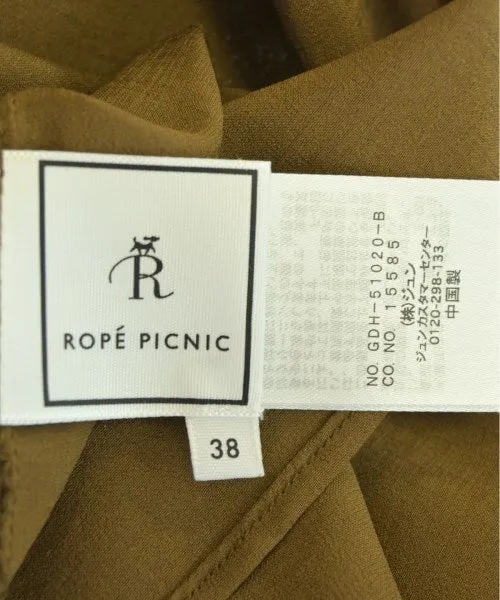 R
ROPÉ PICNIC
38
NO. GDH-51020-B
CO. NO. 15585
(株)ジュン
ジュンカスタマーセンター
0120-298-133
中国製